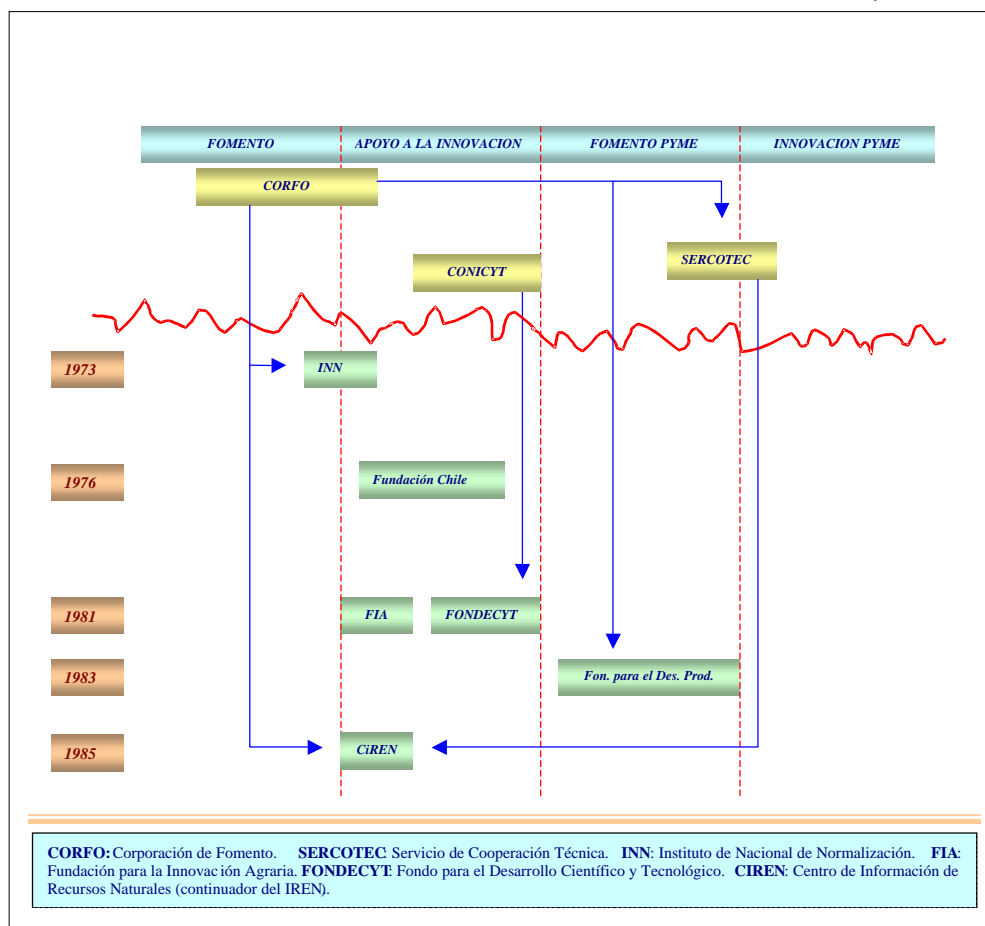 FOMENTO APOYO A LA INNOVACION FOMENTO PYME INNOVACION PYME
CORFO
SERCOTEC
CONICYT
1973 INN
1976 Fundación Chile
1981 FIA FONDECYT
1983 Fon. para el Des. Prod.
1985 CiREN
CORFO: Corporación de Fomento. SERCOTEC: Servicio de Cooperación Técnica. INN: Instituto de Nacional de Normalización. FIA:
Fundación para la Innovación Agraria. FONDECYT: Fondo para el Desarrollo Científico y Tecnológico. CIREN: Centro de Información de
Recursos Naturales (continuador del IREN).